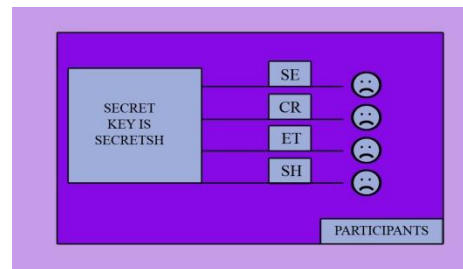 SECRET
KEY IS
SECRETSH
SE
CR
ET
SH
PARTICIPANTS